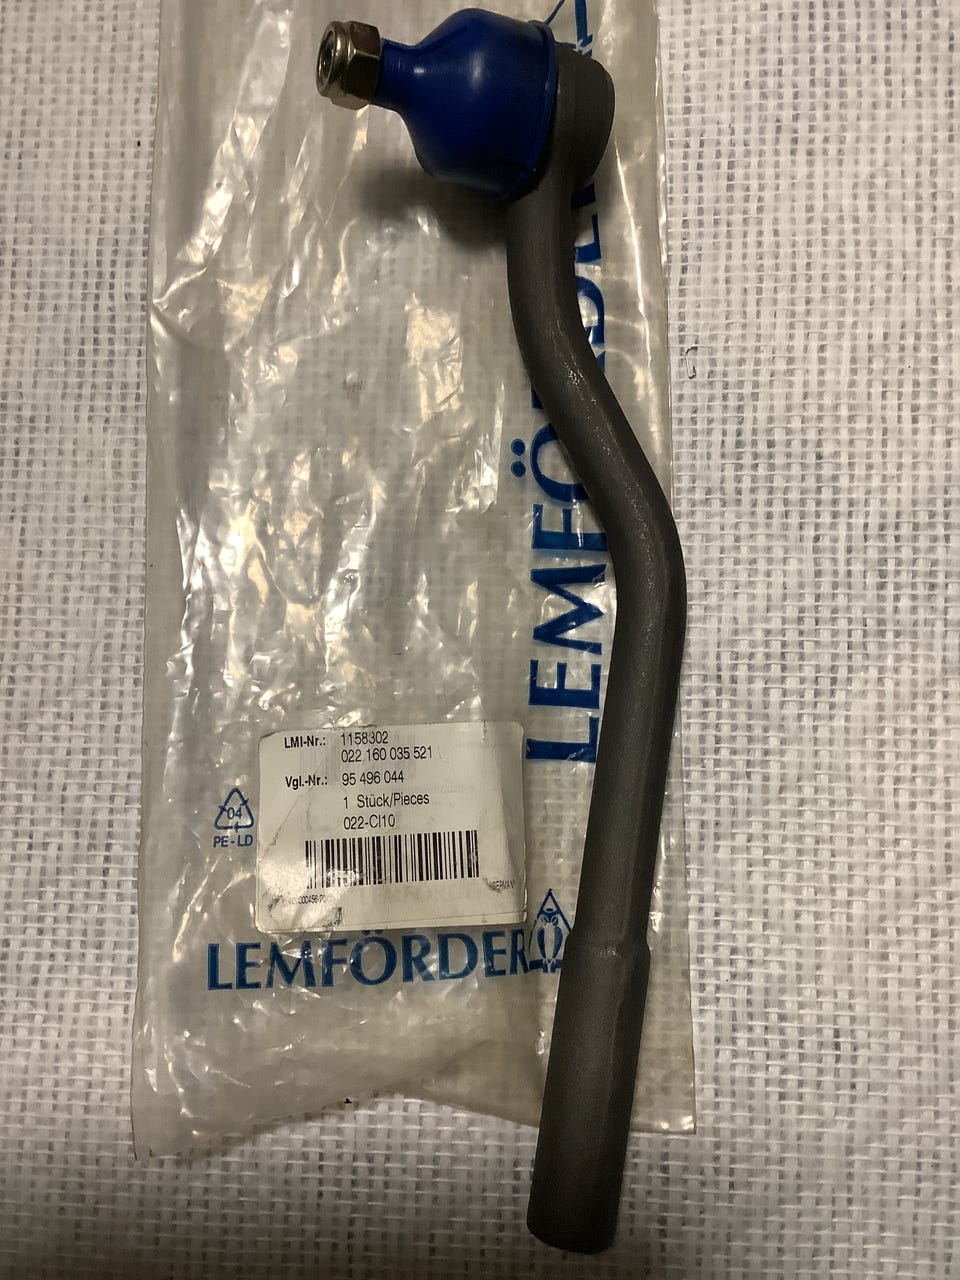 LEMFÖRDER
LMI-Nr.: 1158302
022 160 035 521
Vgl.-Nr.: 95 496 044
1 Stück/Pieces
022-CI10
GERMANY
04
PE-LD
LEMFÖRDER